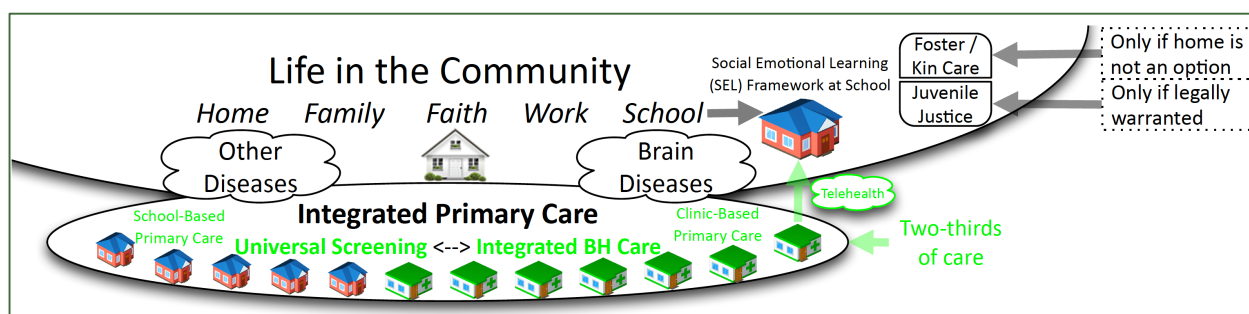 Life in the Community
Home Family Faith Work School
Social Emotional Learning
(SEL) Framework at School
Foster /
Kin Care
Juvenile
Justice
Only if home is
not an option
Only if legally
warranted
Other
Diseases
Brain
Diseases
Integrated Primary Care
School-Based
Primary Care
Universal Screening <--> Integrated BH Care
Clinic-Based
Primary Care
Telehealth
Two-thirds
of care